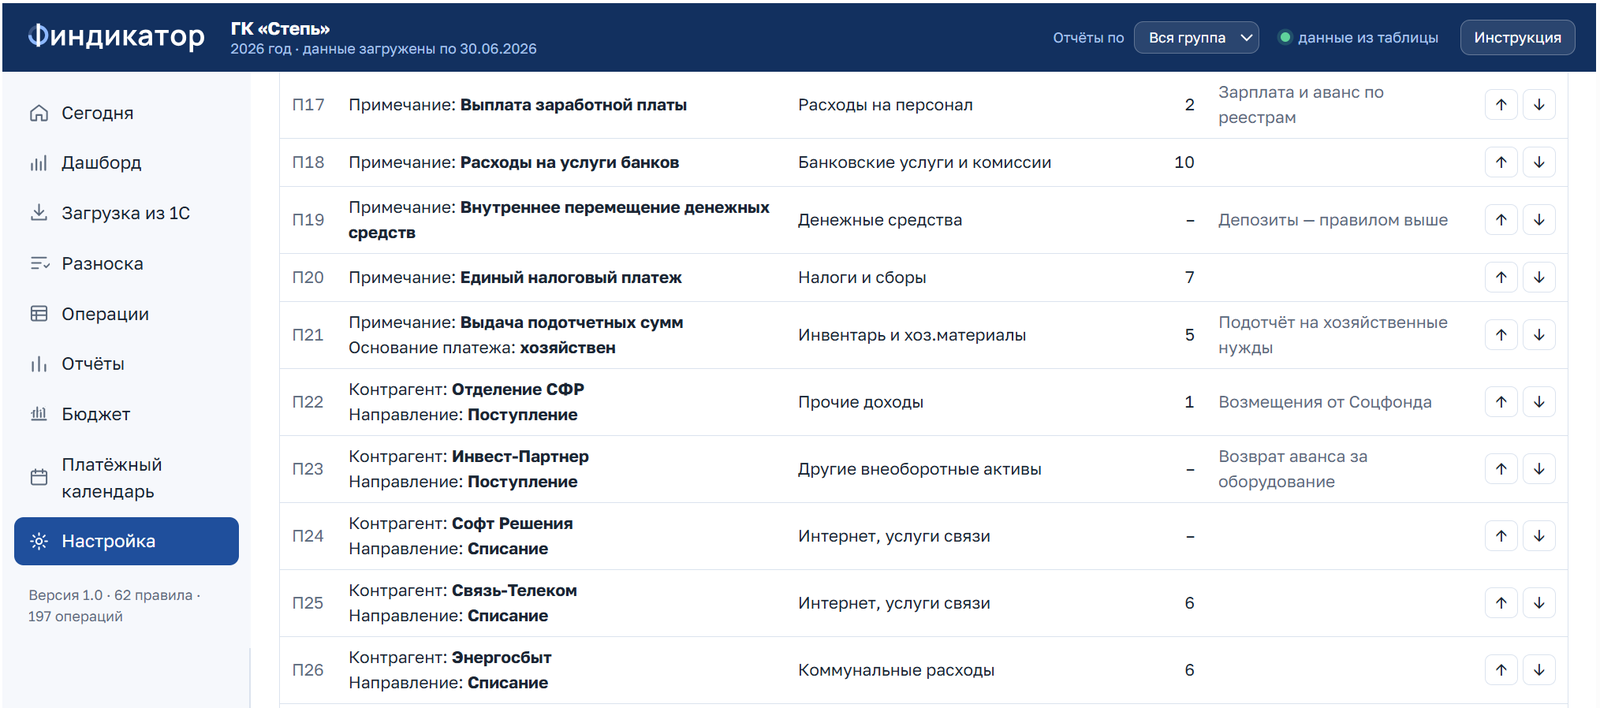 Финдикатор
ГК «Степь»
2026 год · данные загружены по 30.06.2026
Отчёты по
Вся группа
данные из таблицы
Инструкция
Сегодня
Дашборд
Загрузка из 1С
Разноска
Операции
Отчёты
Бюджет
Платёжный
календарь
Настройка
Версия 1.0 · 62 правила ·
197 операций
П17 Примечание: Выплата заработной платы Расходы на персонал 2 Зарплата и аванс по
реестрам ↑ ↓
П18 Примечание: Расходы на услуги банков Банковские услуги и комиссии 10 ↑ ↓
П19 Примечание: Внутреннее перемещение денежных
средств Денежные средства – Депозиты — правилом выше ↑ ↓
П20 Примечание: Единый налоговый платеж Налоги и сборы 7 ↑ ↓
П21 Примечание: Выдача подотчетных сумм
Основание платежа: хозяйствен Инвентарь и хоз.материалы 5 Подотчёт на хозяйственные
нужды ↑ ↓
П22 Контрагент: Отделение СФР
Направление: Поступление Прочие доходы 1 Возмещения от Соцфонда ↑ ↓
П23 Контрагент: Инвест-Партнер
Направление: Поступление Другие внеоборотные активы – Возврат аванса за
оборудование ↑ ↓
П24 Контрагент: Софт Решения
Направление: Списание Интернет, услуги связи – ↑ ↓
П25 Контрагент: Связь-Телеком
Направление: Списание Интернет, услуги связи 6 ↑ ↓
П26 Контрагент: Энергосбыт
Направление: Списание Коммунальные расходы 6 ↑ ↓